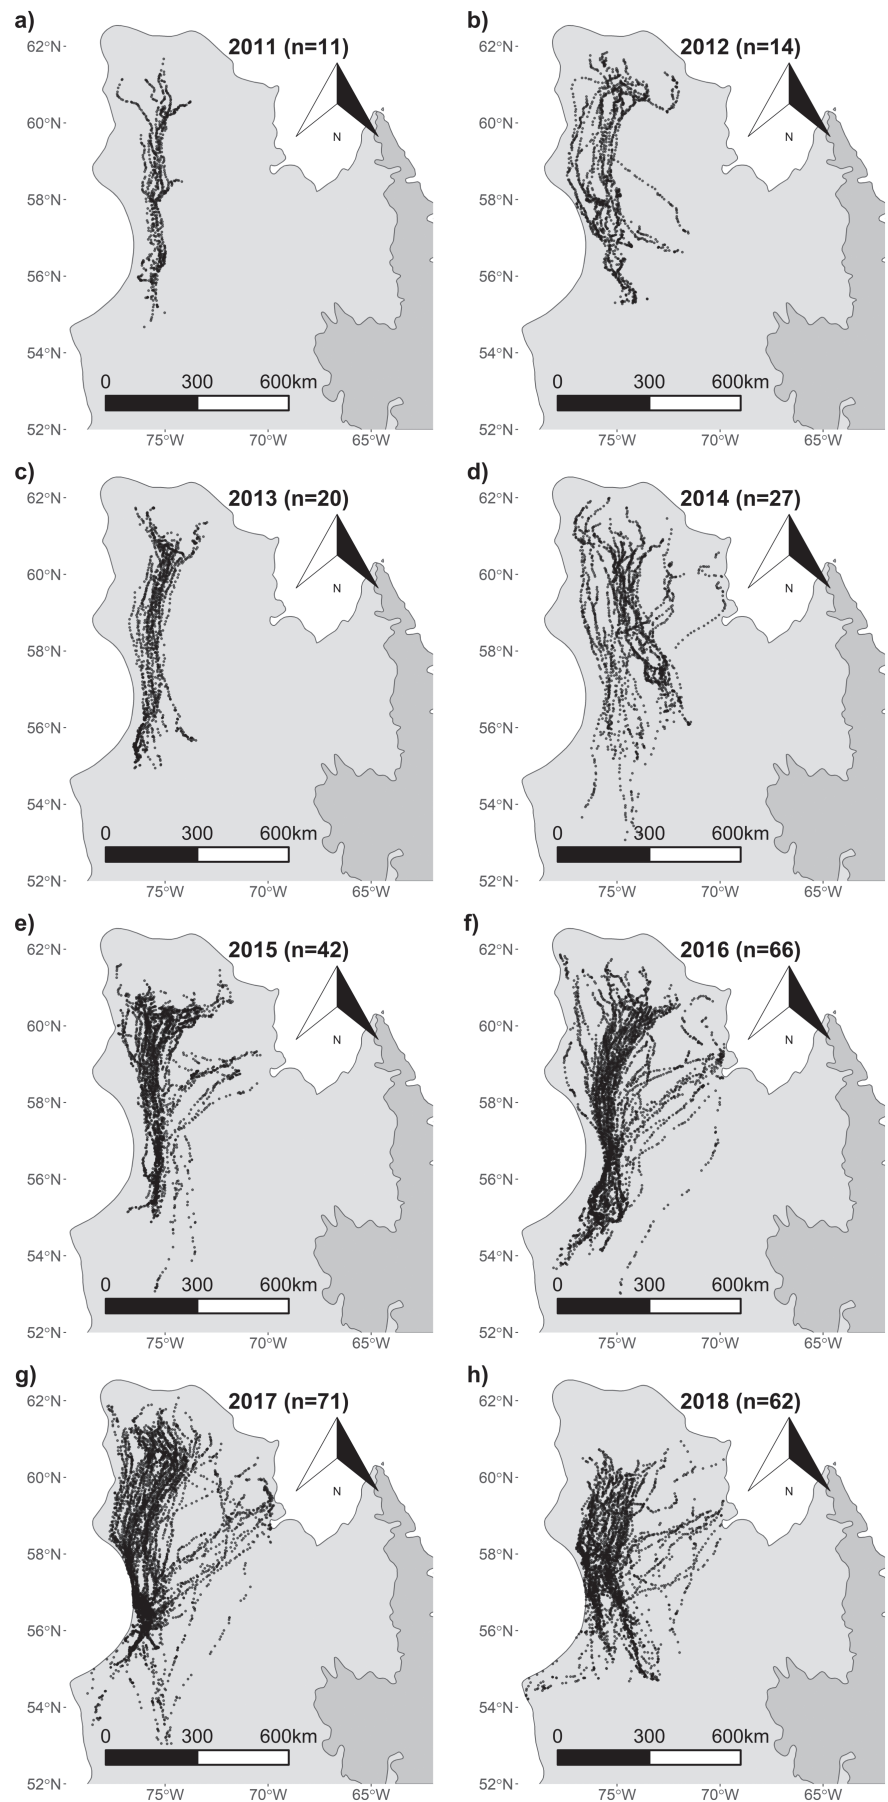 a)
2011 (n=11)
N
62°N
60°N
58°N
56°N
54°N
52°N
0 300 600km
75°W 70°W 65°W
b)
2012 (n=14)
N
62°N
60°N
58°N
56°N
54°N
52°N
0 300 600km
75°W 70°W 65°W
c)
2013 (n=20)
N
62°N
60°N
58°N
56°N
54°N
52°N
0 300 600km
75°W 70°W 65°W
d)
2014 (n=27)
N
62°N
60°N
58°N
56°N
54°N
52°N
0 300 600km
75°W 70°W 65°W
e)
2015 (n=42)
N
62°N
60°N
58°N
56°N
54°N
52°N
0 300 600km
75°W 70°W 65°W
f)
2016 (n=66)
N
62°N
60°N
58°N
56°N
54°N
52°N
0 300 600km
75°W 70°W 65°W
g)
2017 (n=71)
N
62°N
60°N
58°N
56°N
54°N
52°N
0 300 600km
75°W 70°W 65°W
h)
2018 (n=62)
N
62°N
60°N
58°N
56°N
54°N
52°N
0 300 600km
75°W 70°W 65°W